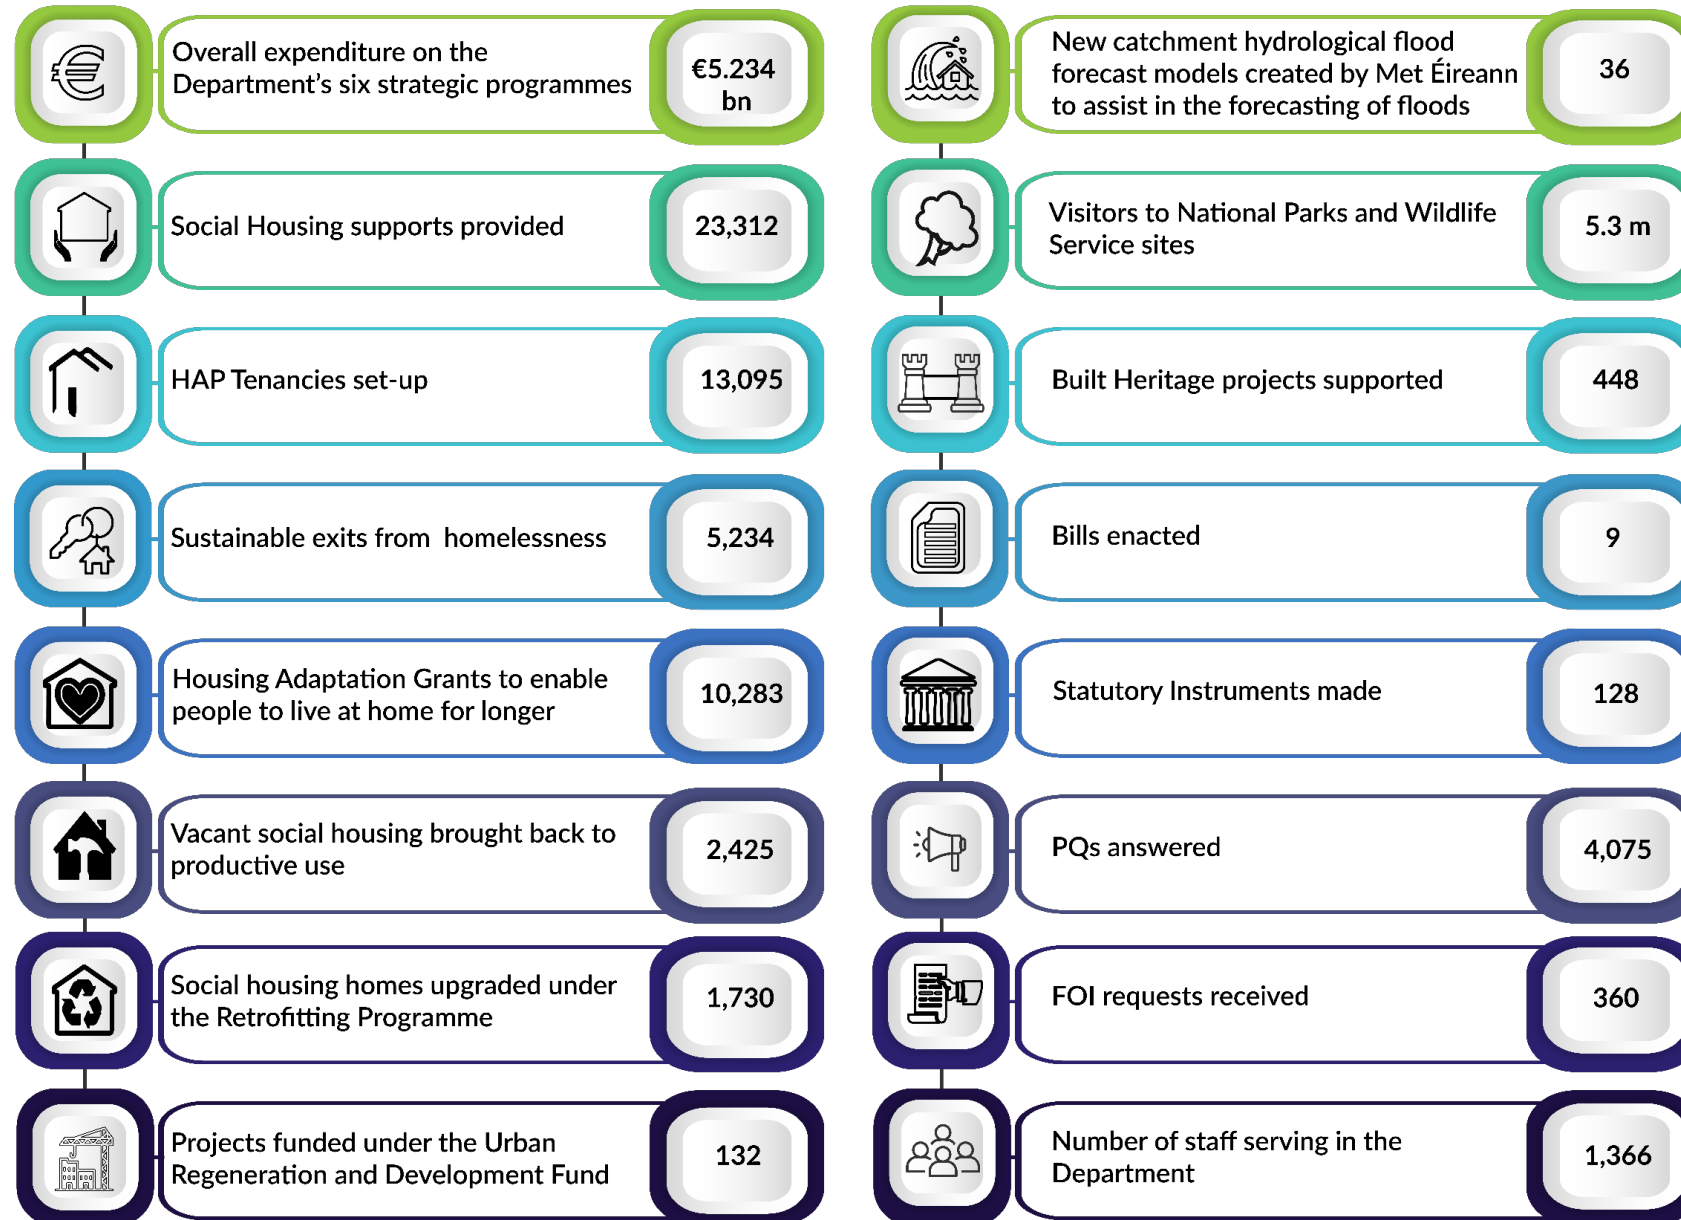 Overall expenditure on the
Department's six strategic programmes
€5.234
bn
Social Housing supports provided
23,312
HAP Tenancies set-up
13,095
Sustainable exits from  homelessness
5,234
Housing Adaptation Grants to enable
people to live at home for longer
10,283
Vacant social housing brought back to
productive use
2,425
Social housing homes upgraded under
the Retrofitting Programme
1,730
Projects funded under the Urban
Regeneration and Development Fund
132
New catchment hydrological flood
forecast models created by Met Éireann
to assist in the forecasting of floods
36
Visitors to National Parks and Wildlife
Service sites
5.3 m
Built Heritage projects supported
448
Bills enacted
9
Statutory Instruments made
128
PQs answered
4,075
FOI requests received
360
Number of staff serving in the
Department
1,366